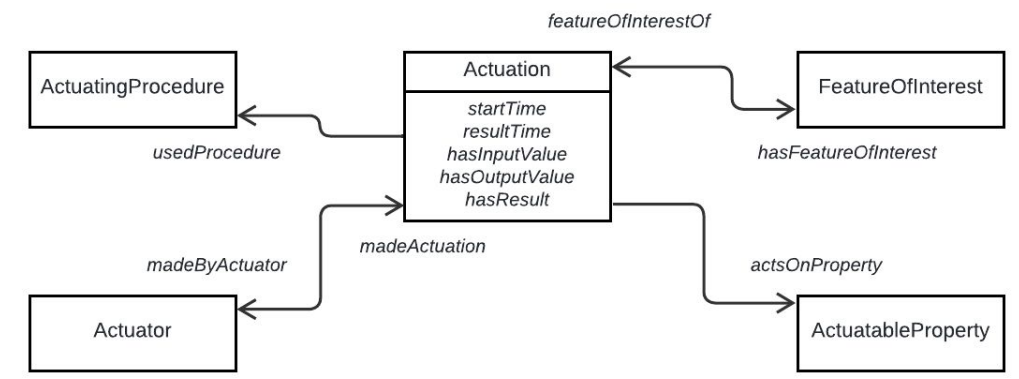 featureOfInterestOf
ActuatingProcedure
Actuation
FeatureOfInterest
startTime
resultTime
hasInputValue
hasOutputValue
hasResult
usedProcedure
hasFeatureOfInterest
madeActuation
madeByActuator
actsOnProperty
Actuator
ActuatableProperty